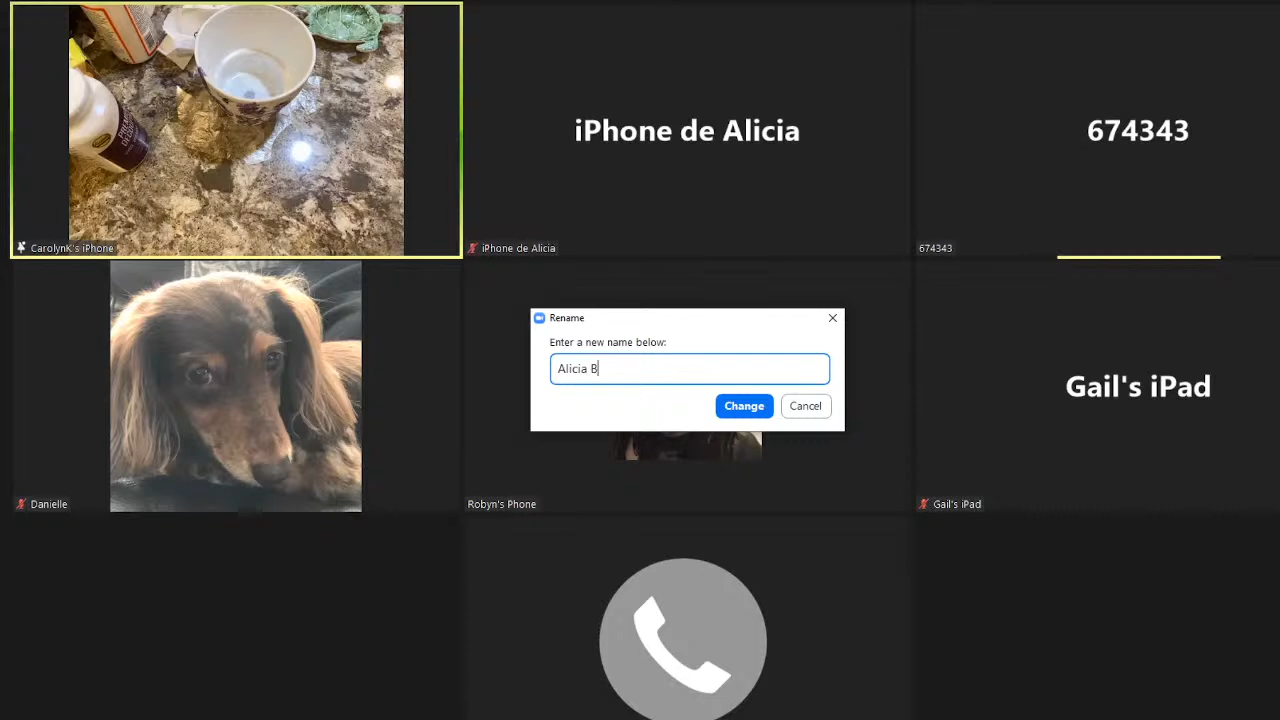 iPhone de Alicia
674343
CarolynK's iPhone
iPhone de Alicia
674343
Rename
Enter a new name below:
Alicia B
Change
Cancel
Gail's iPad
Danielle
Robyn's Phone
Gail's iPad